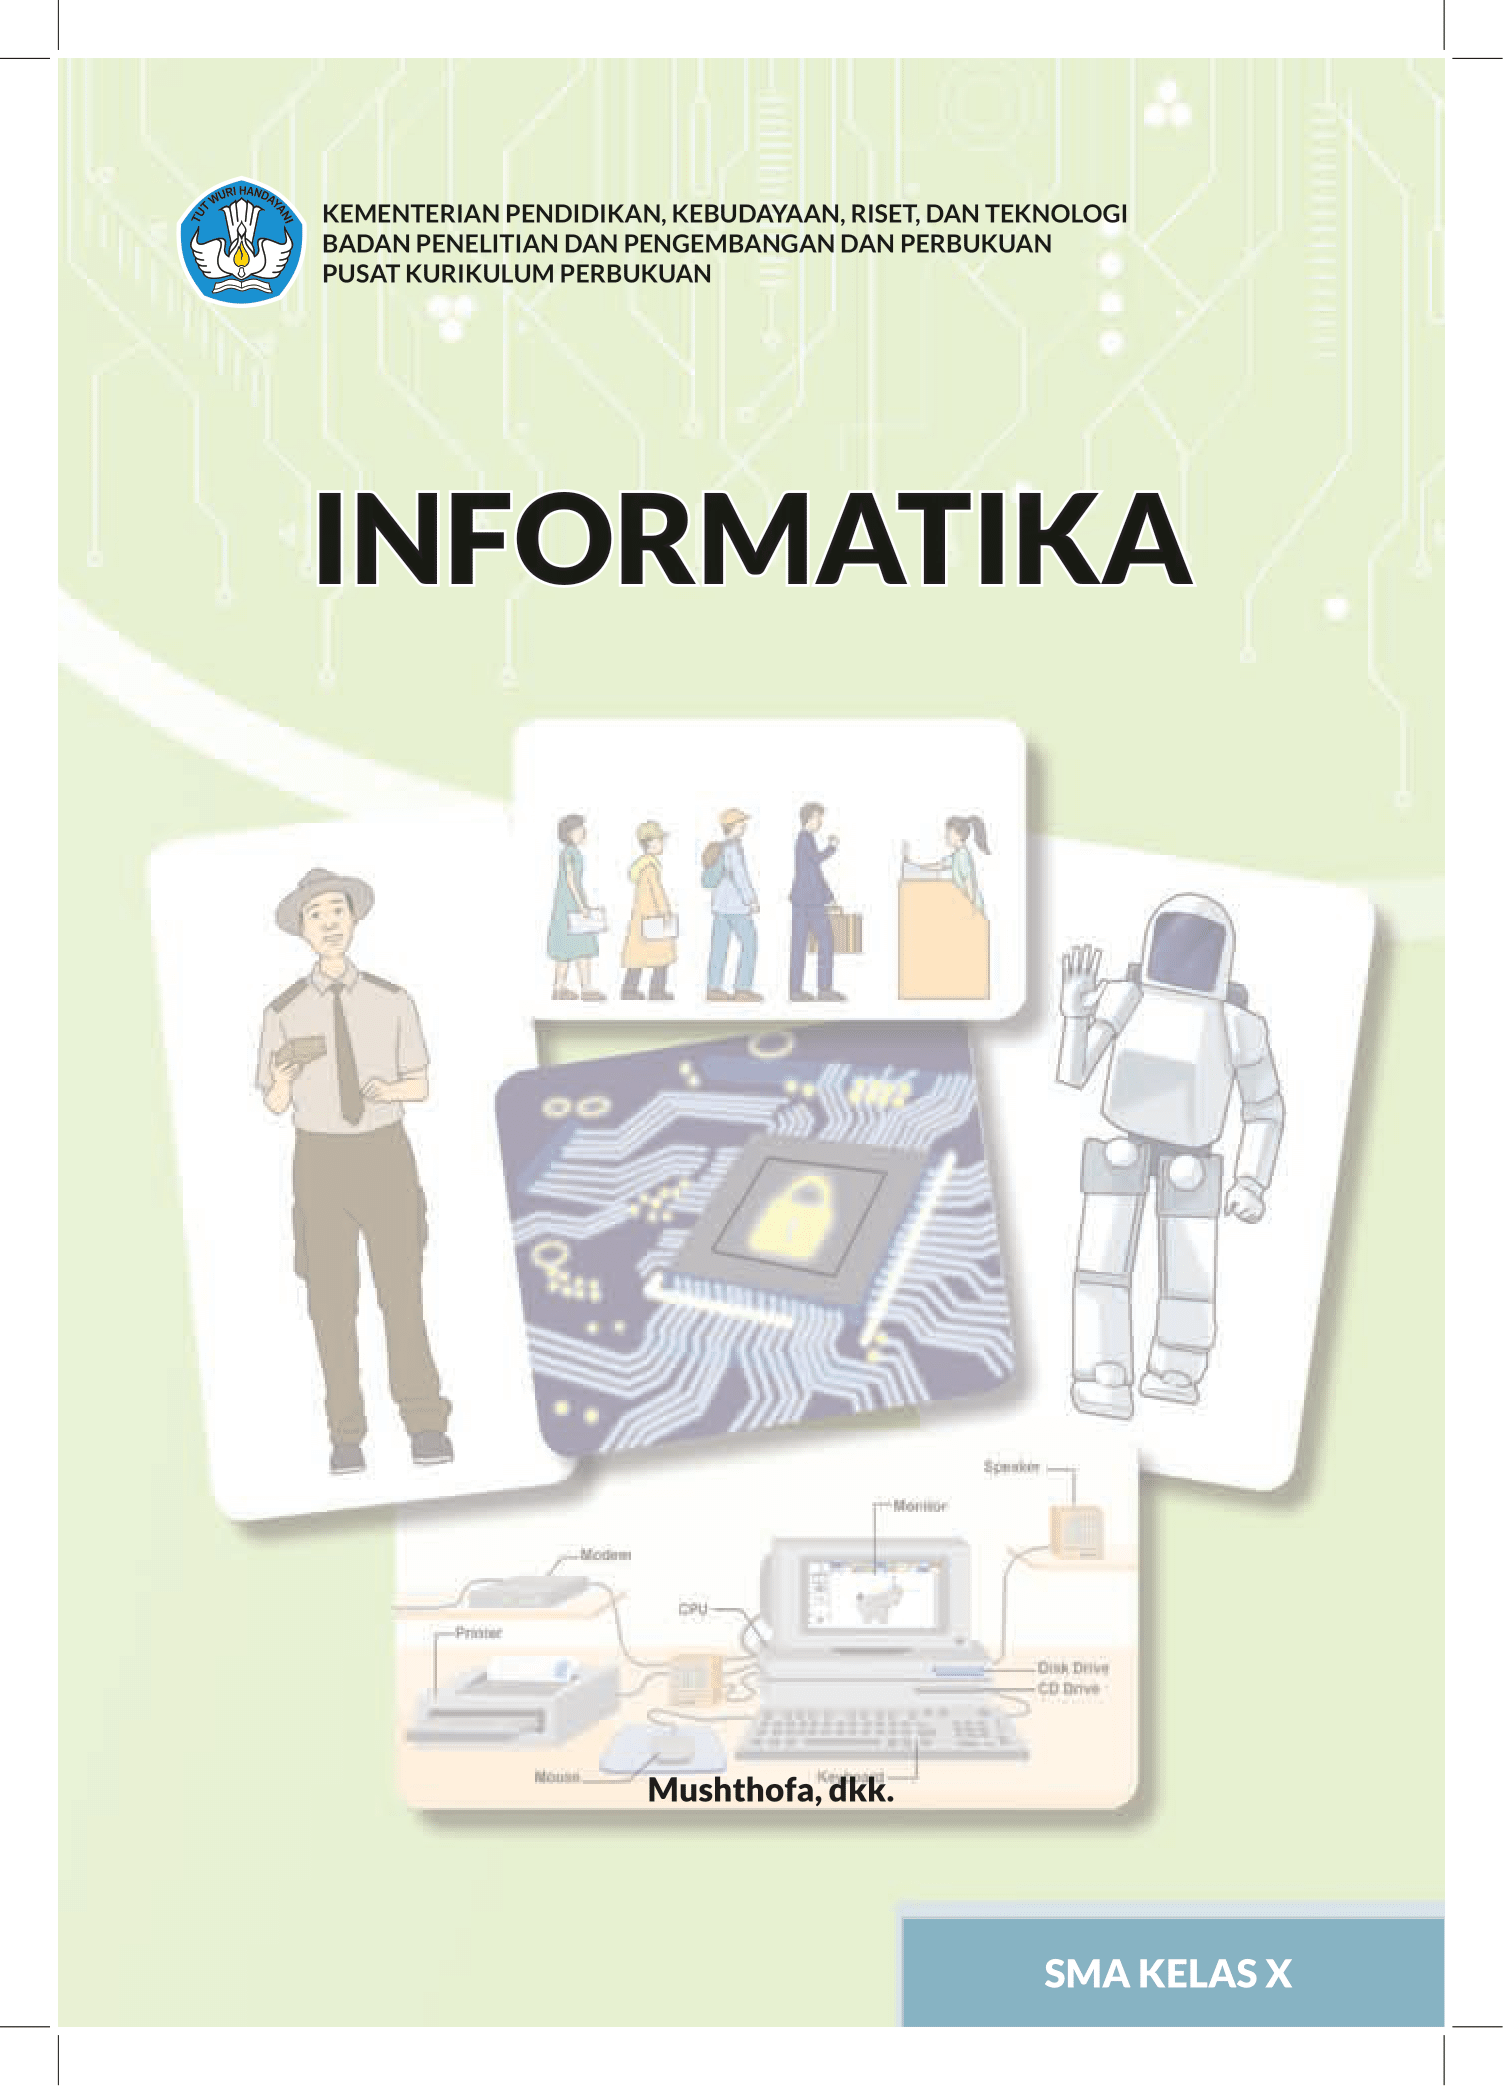 TUT WURI HANDAYANI
KEMENTERIAN PENDIDIKAN, KEBUDAYAAN, RISET, DAN TEKNOLOGI
BADAN PENELITIAN DAN PENGEMBANGAN DAN PERBUKUAN
PUSAT KURIKULUM PERBUKUAN
INFORMATIKA
Speaker
Monitor
Modem
CPU
Printer
Disk Drive
CD Drive
Mouse
Keyboard
Mushthofa, dkk.
SMA KELAS X